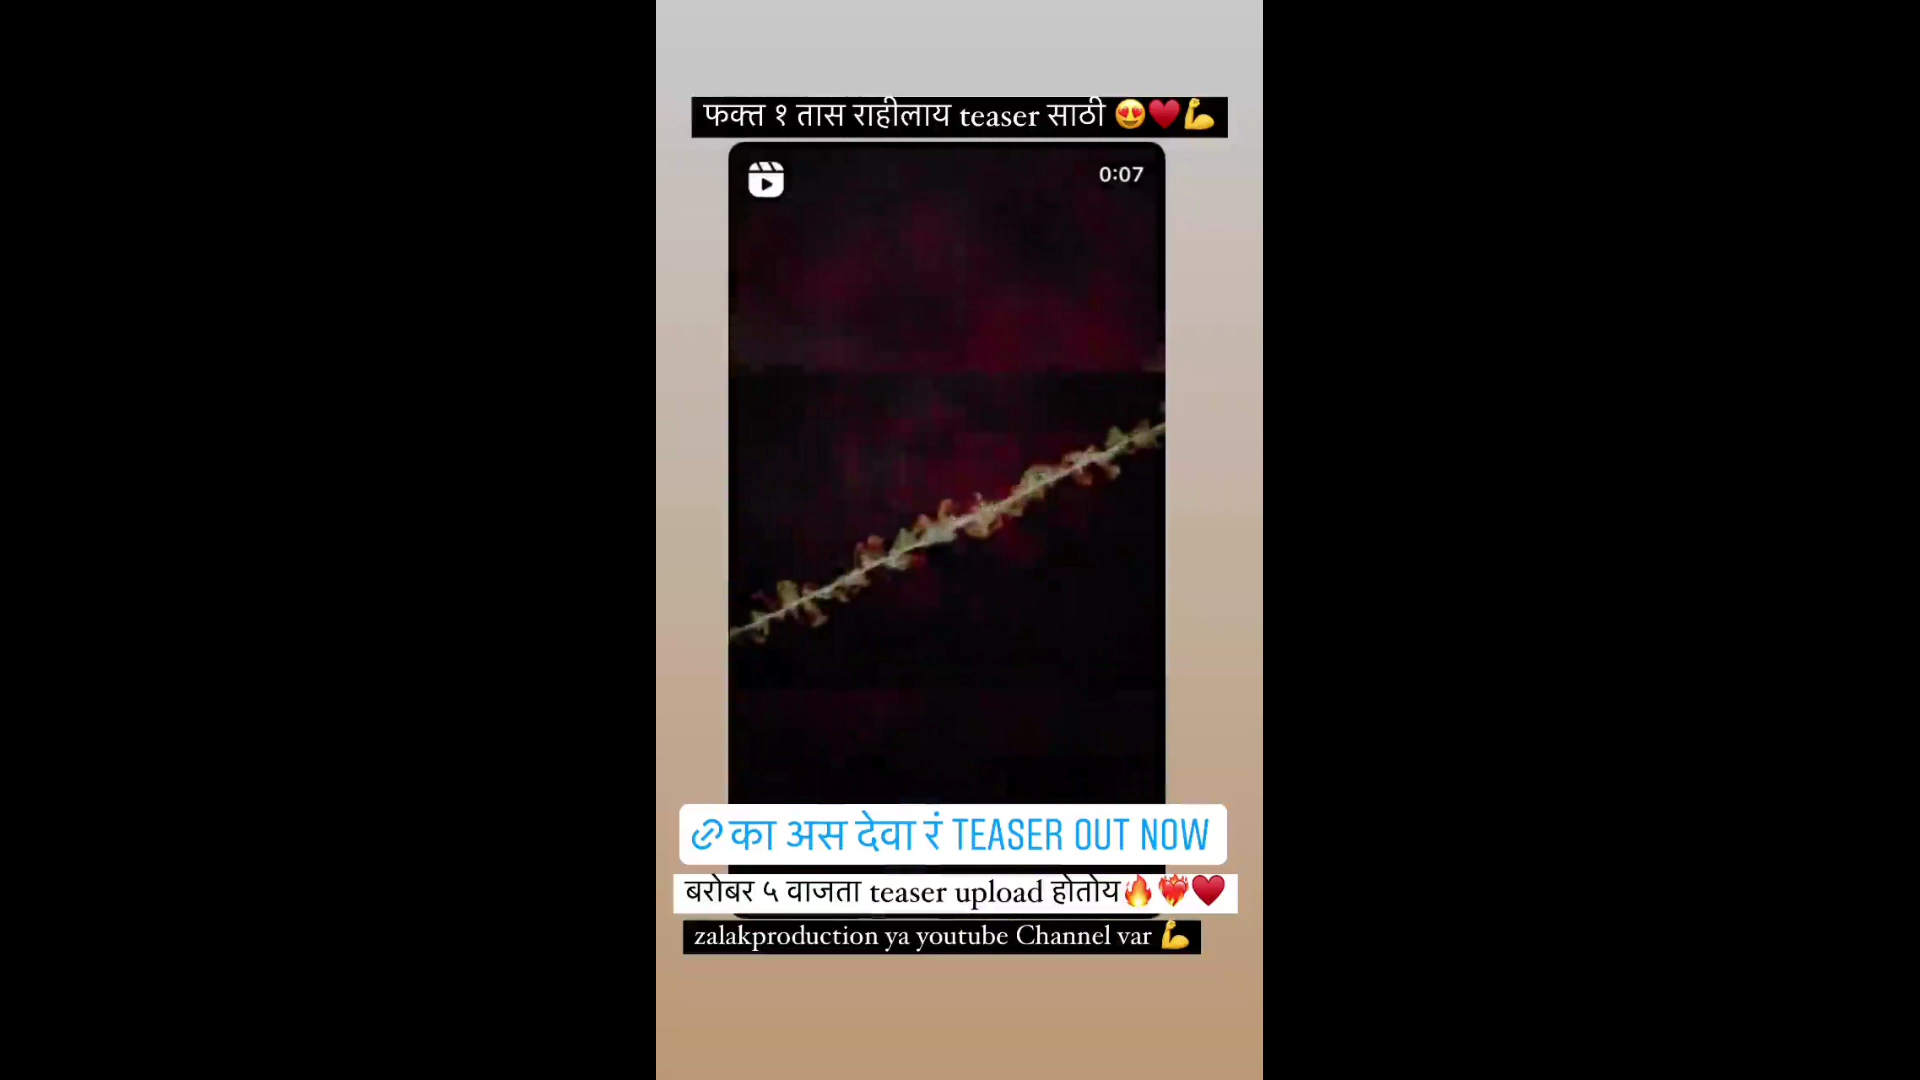 फक्त १ तास राहीलाय teaser साठी 😍♥️💪
0:07
का अस देवा रं TEASER OUT NOW
बरोबर ५ वाजता teaser upload होतोय🔥❤️‍🔥♥️
zalakproduction ya youtube Channel var 💪